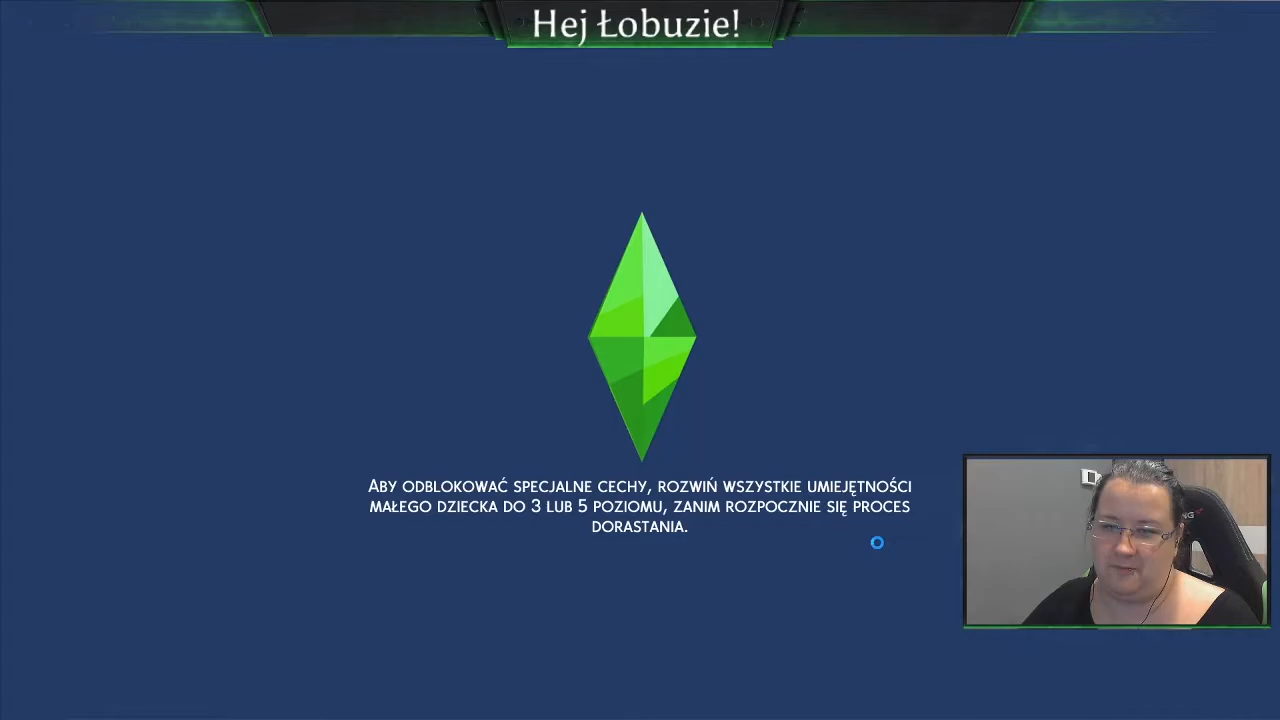 Hej Łobuzie!
Aby odblokować specjalne cechy, rozwiń wszystkie umiejętności
małego dziecka do 3 lub 5 poziomu, zanim rozpocznie się proces
dorastania.